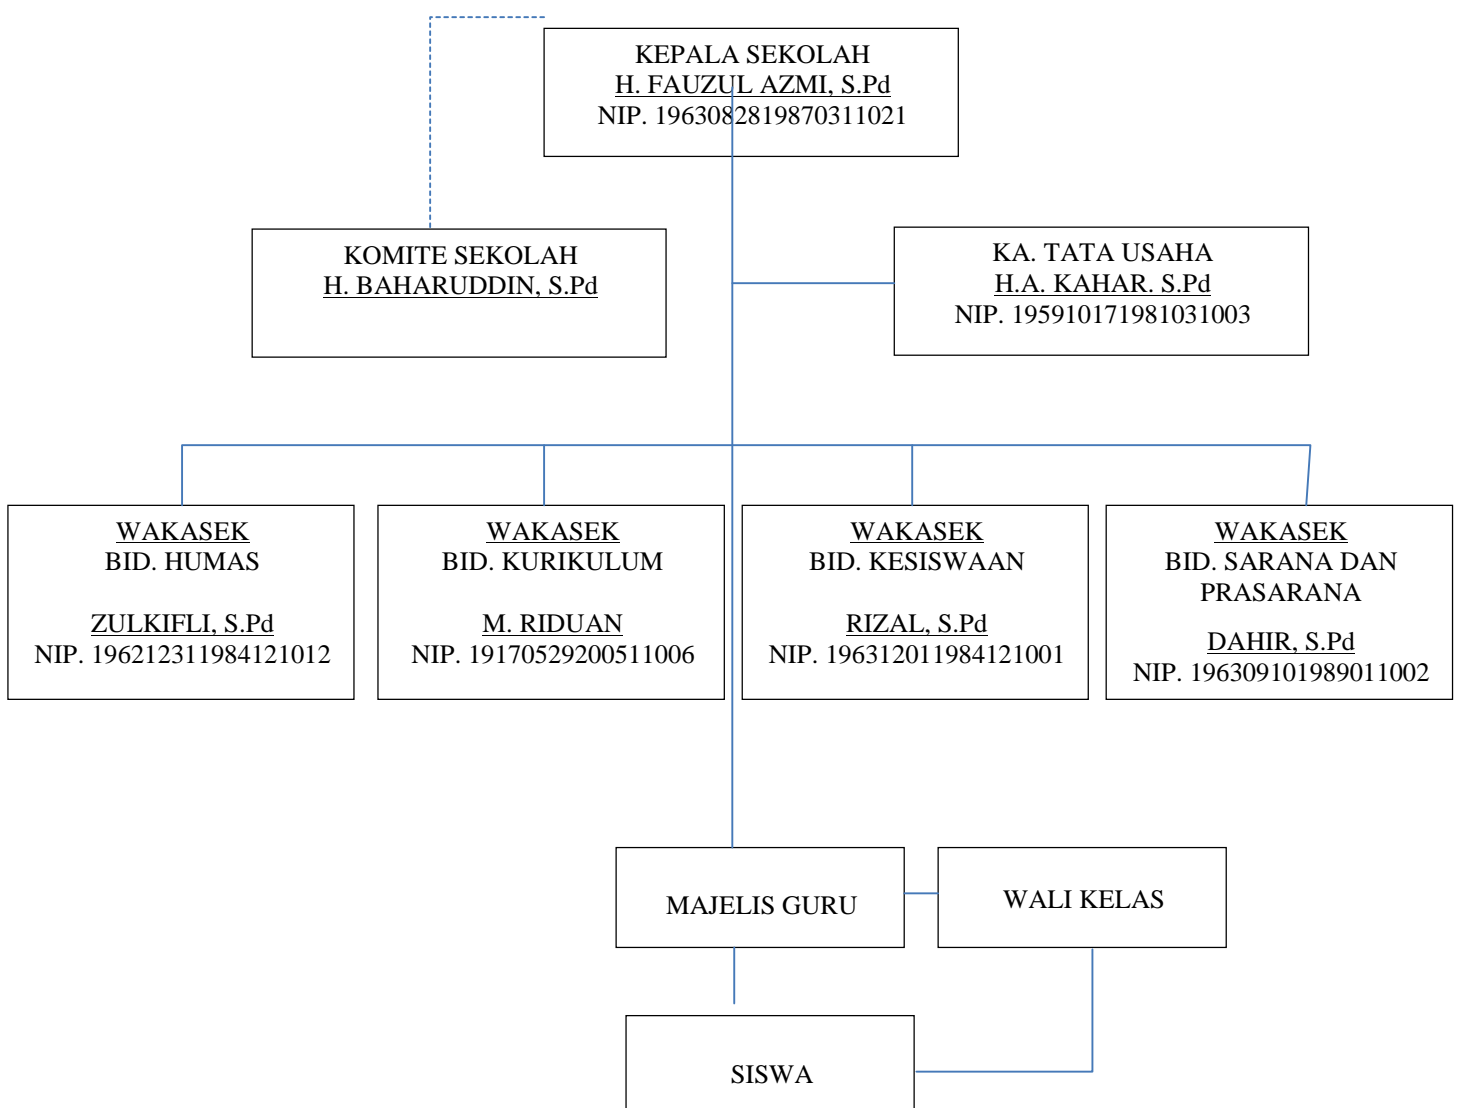 KEPALA SEKOLAH
H. FAUZUL AZMI, S.Pd
NIP. 1963082819870311021
KOMITE SEKOLAH
H. BAHARUDDIN, S.Pd
KA. TATA USAHA
H.A. KAHAR. S.Pd
NIP. 195910171981031003
WAKASEK
BID. HUMAS
ZULKIFLI, S.Pd
NIP. 196212311984121012
WAKASEK
BID. KURIKULUM
M. RIDUAN
NIP. 19170529200511006
WAKASEK
BID. KESISWAAN
RIZAL, S.Pd
NIP. 196312011984121001
WAKASEK
BID. SARANA DAN
PRASARANA
DAHIR, S.Pd
NIP. 196309101989011002
MAJELIS GURU
WALI KELAS
SISWA